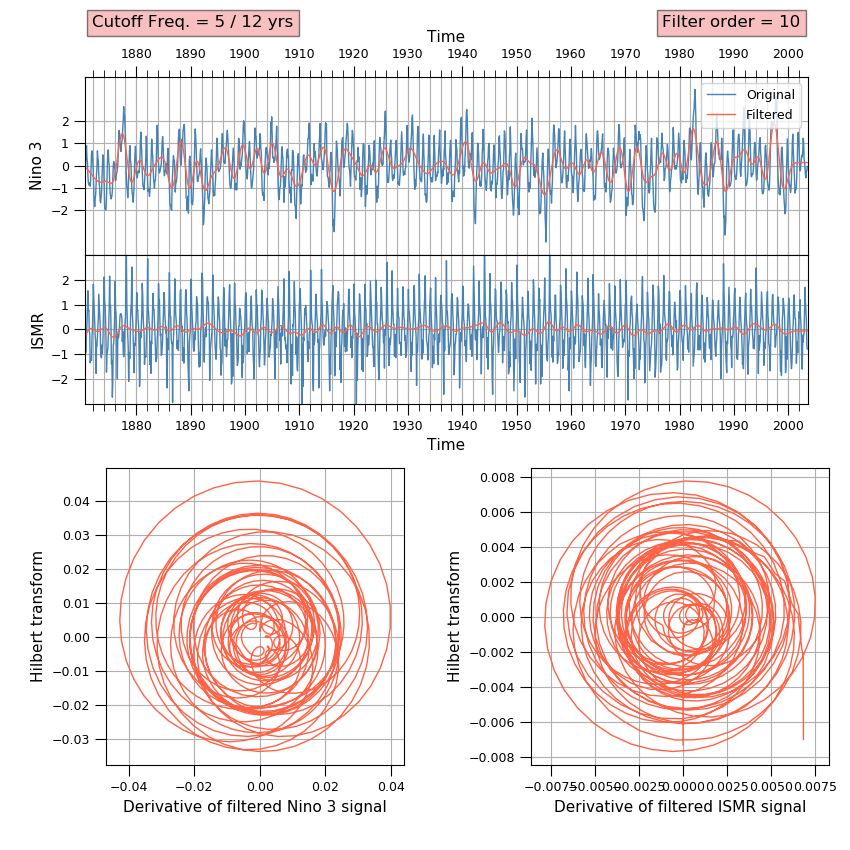 Cutoff Freq. = 5 / 12 yrs
Filter order = 10
Time
1880 1890 1900 1910 1920 1930 1940 1950 1960 1970 1980 1990 2000
Original
Filtered
Nino 3
2
1
0
−1
−2
ISMR
2
1
0
−1
−2
1880 1890 1900 1910 1920 1930 1940 1950 1960 1970 1980 1990 2000
Time
Hilbert transform
0.04
0.03
0.02
0.01
0.00
−0.01
−0.02
−0.03
−0.04 −0.02 0.00 0.02 0.04
Derivative of filtered Nino 3 signal
Hilbert transform
0.008
0.006
0.004
0.002
0.000
−0.002
−0.004
−0.006
−0.008
−0.0075 −0.0050 −0.0025 0.0000 0.0025 0.0050 0.0075
Derivative of filtered ISMR signal